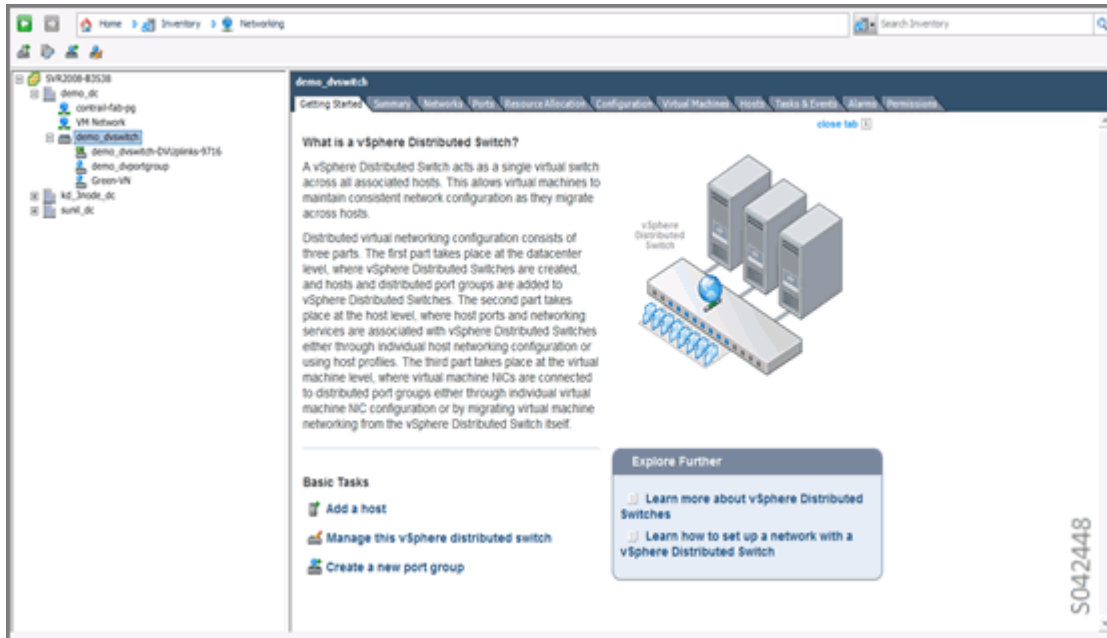 Home Inventory Networking
Search Inventory
SVR2008-B3S38
demo_dc
contrail-fab-pg
VM Network
demo_dvswitch
demo_dvswitch-DVUplinks-9716
demo_dvportgroup
Green-VN
kd_3node_dc
sunil_dc
demo_dvswitch
Getting Started Summary Networks Ports Resource Allocation Configuration Virtual Machines Hosts Tasks & Events Alarms Permissions
close tab
What is a vSphere Distributed Switch?
A vSphere Distributed Switch acts as a single virtual switch
across all associated hosts. This allows virtual machines to
maintain consistent network configuration as they migrate
across hosts.
Distributed virtual networking configuration consists of
three parts. The first part takes place at the datacenter
level, where vSphere Distributed Switches are created,
and hosts and distributed port groups are added to
vSphere Distributed Switches. The second part takes
place at the host level, where host ports and networking
services are associated with vSphere Distributed Switches
either through individual host networking configuration or
using host profiles. The third part takes place at the virtual
machine level, where virtual machine NICs are connected
to distributed port groups either through individual virtual
machine NIC configuration or by migrating virtual machine
networking from the vSphere Distributed Switch itself.
vSphere
Distributed
Switch
Basic Tasks
Add a host
Manage this vSphere distributed switch
Create a new port group
Explore Further
Learn more about vSphere Distributed
Switches
Learn how to set up a network with a
vSphere Distributed Switch
S042448